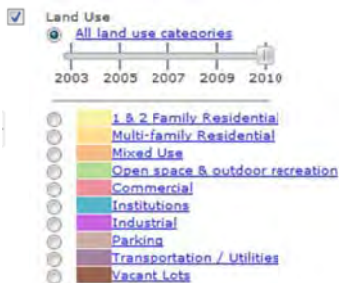 Land Use
All land use categories
2003 2005 2007 2009 2010
1 & 2 Family Residential
Multi-family Residential
Mixed Use
Open space & outdoor recreation
Commercial
Institutions
Industrial
Parking
Transportation / Utilities
Vacant Lots